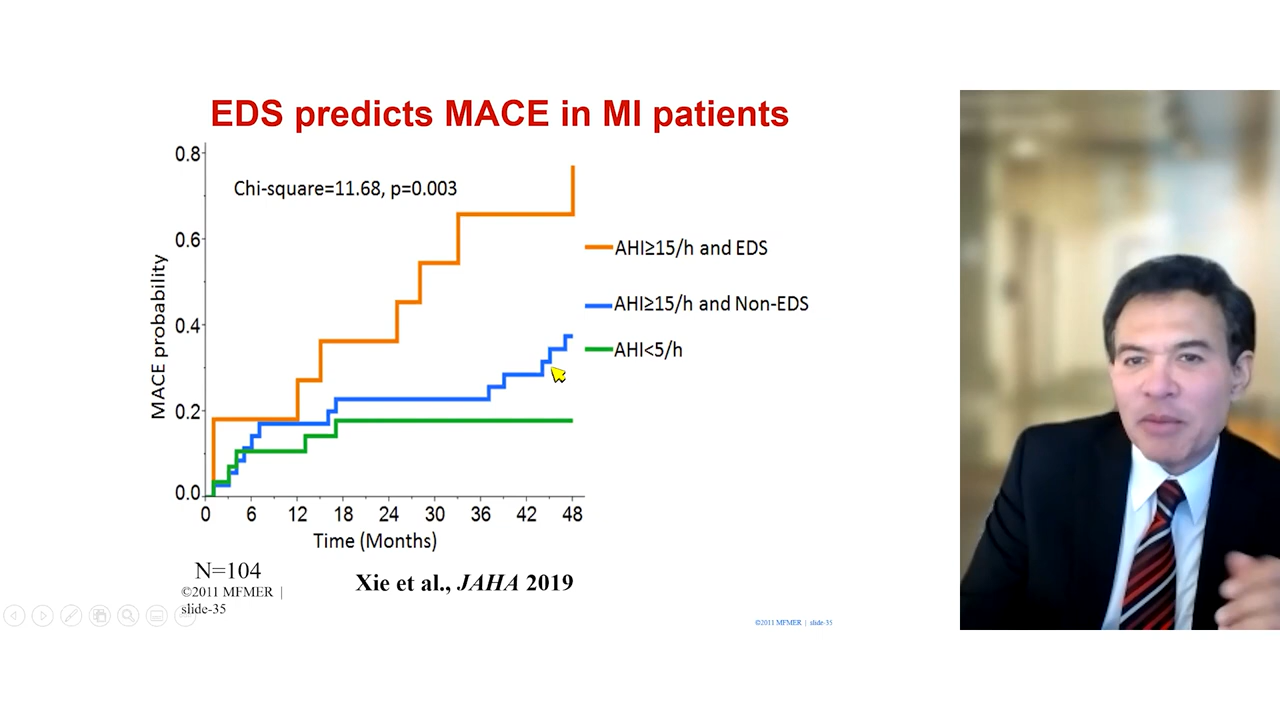 EDS predicts MACE in MI patients
0.8
0.6
0.4
0.2
0.0
MACE probability
Chi-square=11.68, p=0.003
AHI≥15/h and EDS
AHI≥15/h and Non-EDS
AHI<5/h
0 6 12 18 24 30 36 42 48
Time (Months)
N=104
©2011 MFMER |
slide-35
Xie et al., JAHA 2019
©2011 MFMER | slide-35